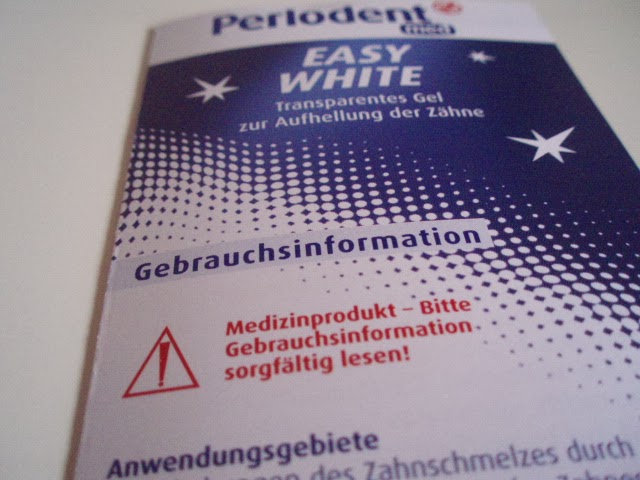 Perlodent
med
EASY
WHITE
Transparentes Gel
zur Aufhellung der Zähne
Gebrauchsinformation
Medizinprodukt – Bitte
Gebrauchsinformation
sorgfältig lesen!
Anwendungsgebiete
des Zahnschmelzes durch